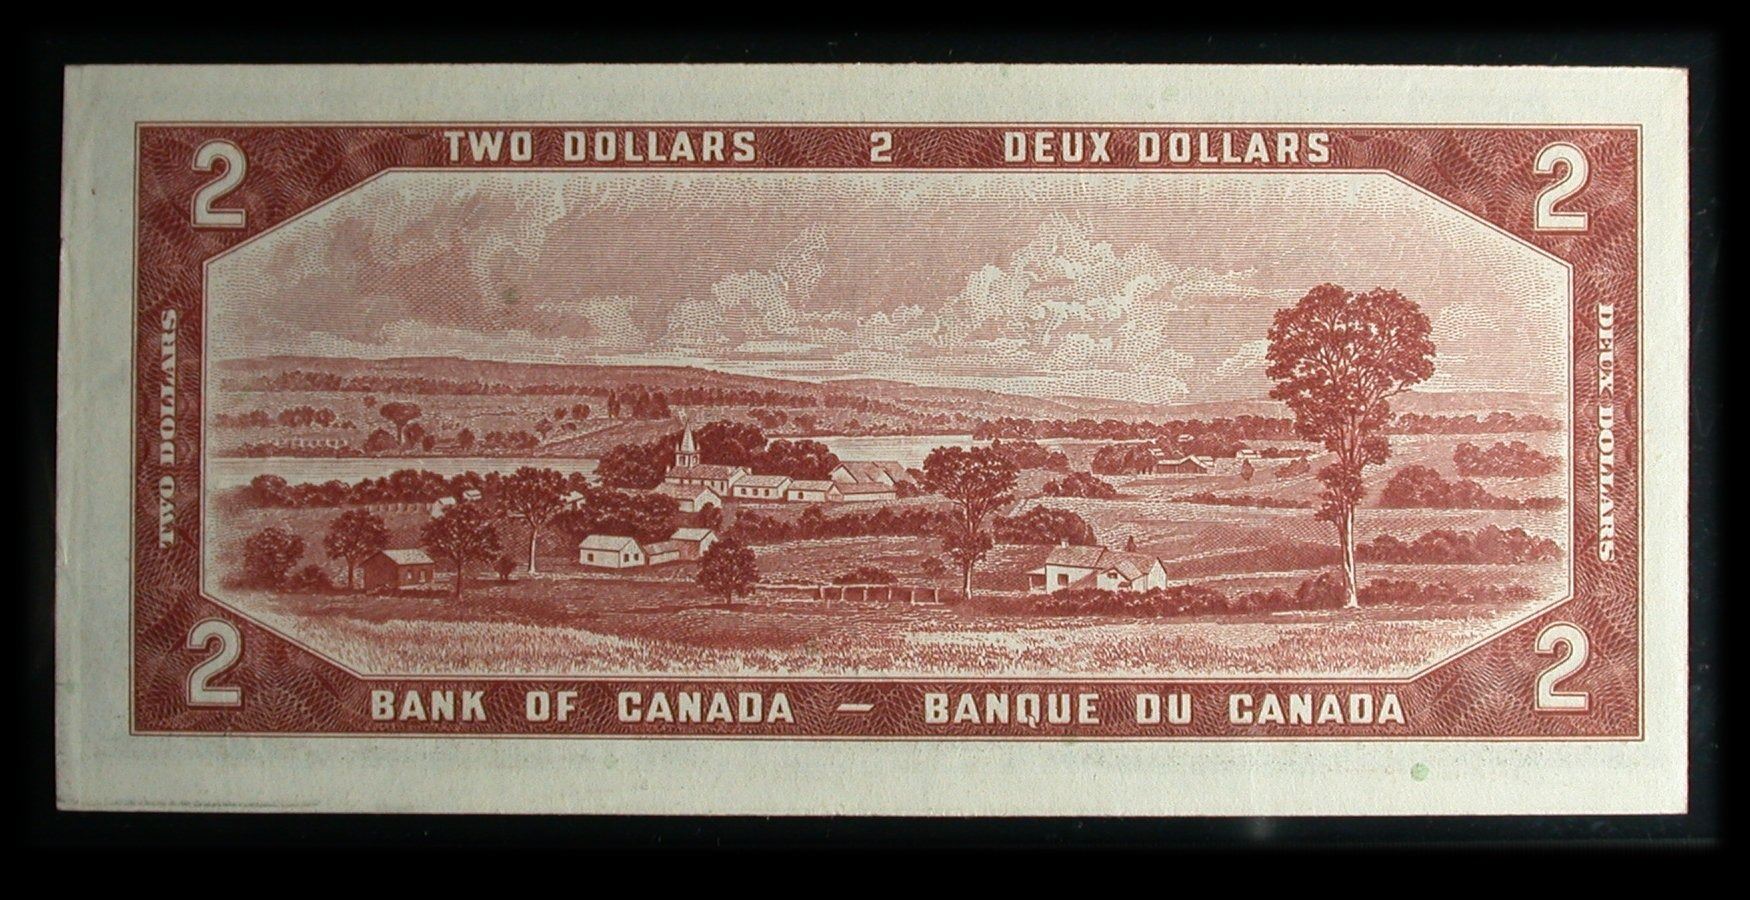 TWO DOLLARS 2 DEUX DOLLARS
2 2
TWO DOLLARS
DEUX DOLLARS
2 2
BANK OF CANADA – BANQUE DU CANADA